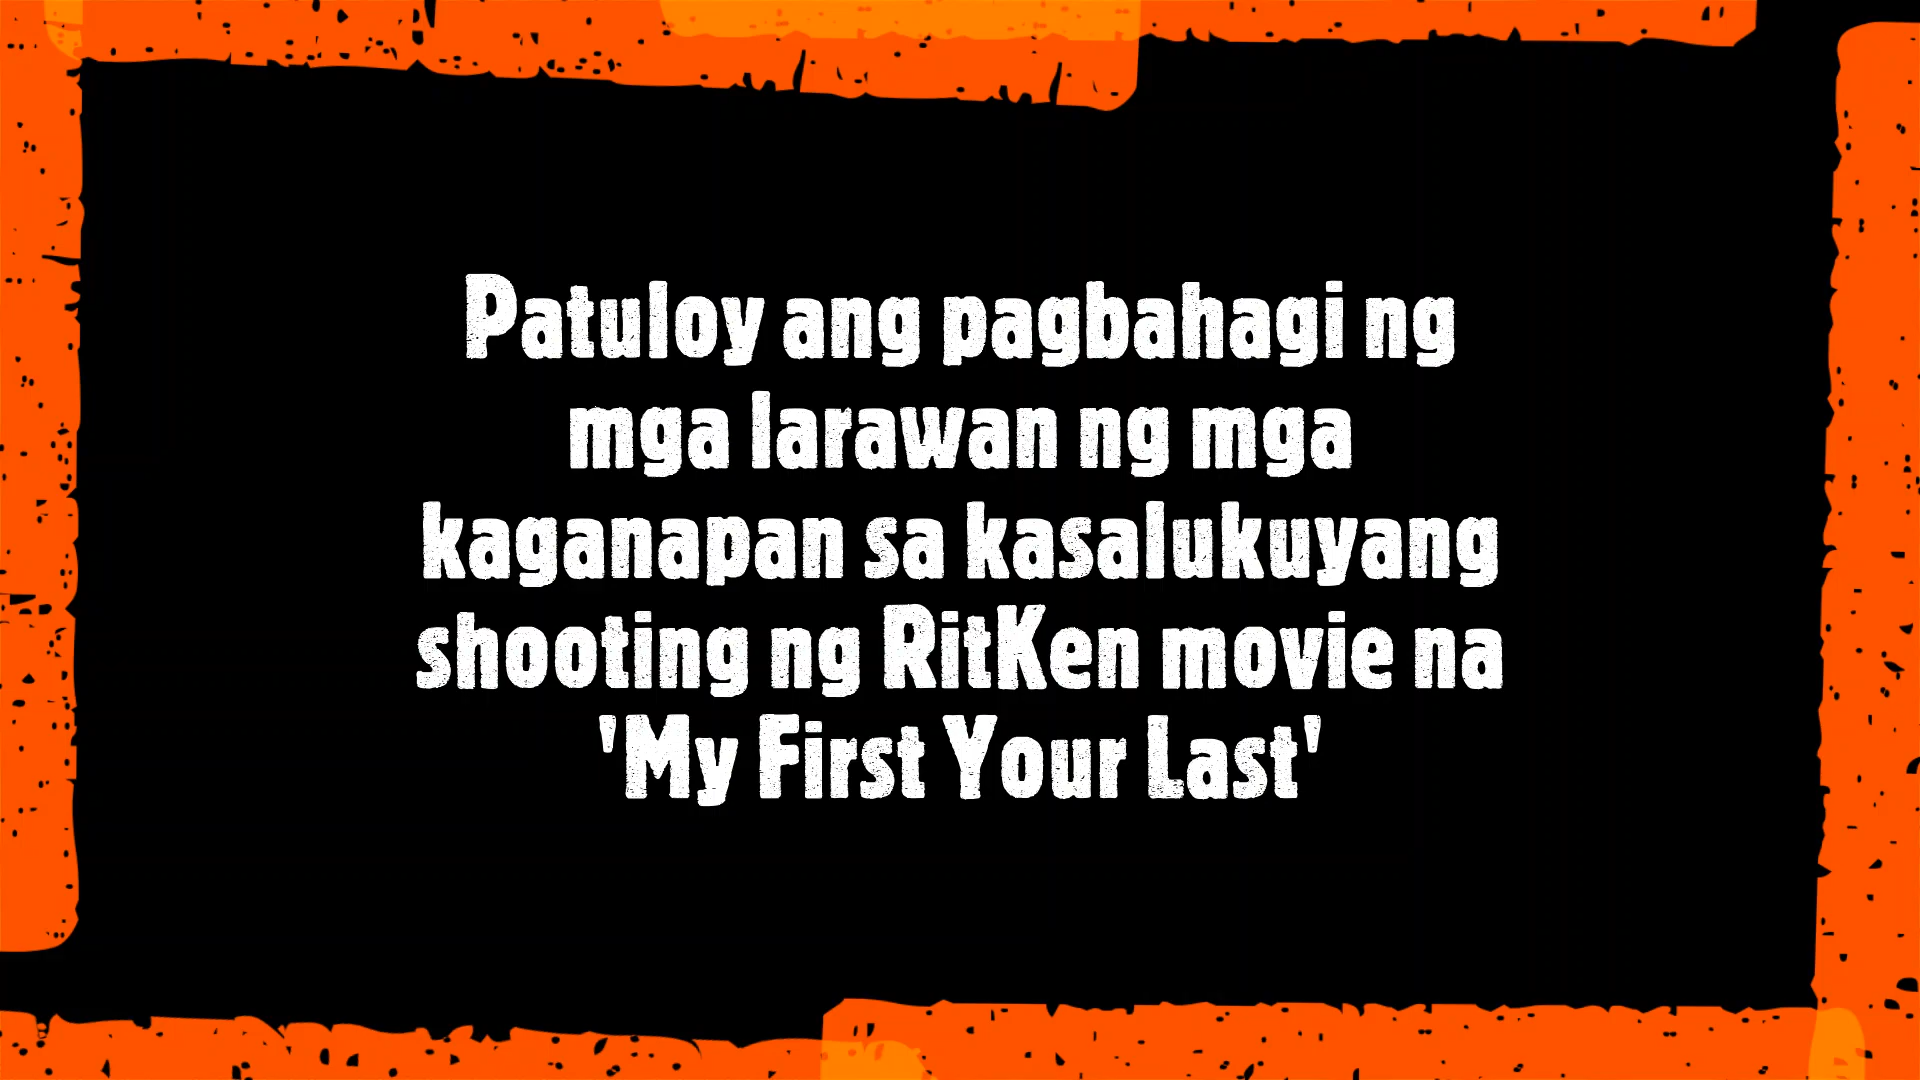 Patuloy ang pagbahagi ng
mga larawan ng mga
kaganapan sa kasalukuyang
shooting ng RitKen movie na
'My First Your Last'